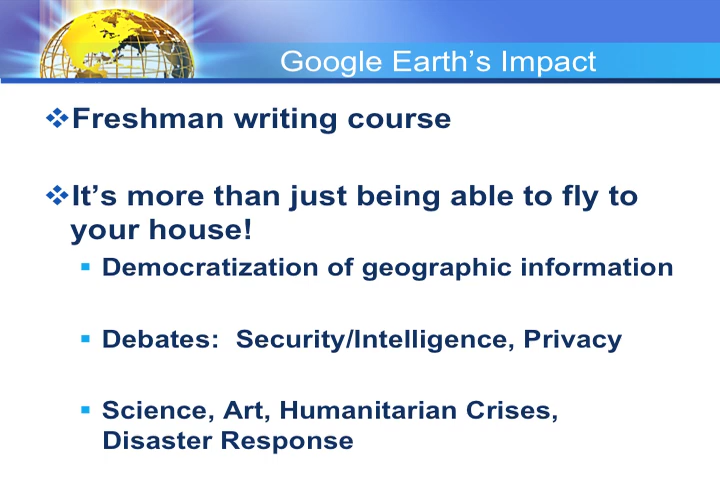 Google Earth's Impact
Freshman writing course
It's more than just being able to fly to
your house!
Democratization of geographic information
Debates:  Security/Intelligence, Privacy
Science, Art, Humanitarian Crises,
Disaster Response